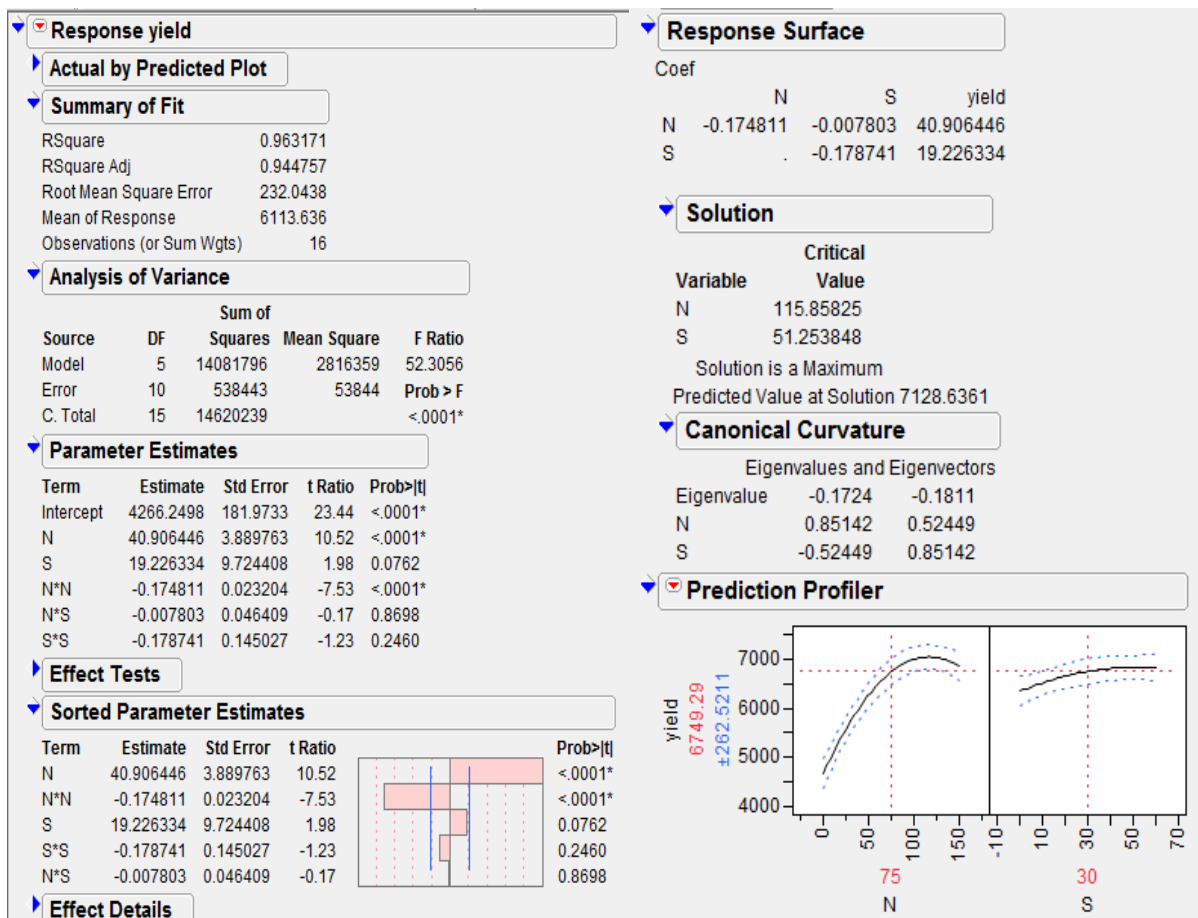 Response yield
Actual by Predicted Plot
Summary of Fit
RSquare 0.963171
RSquare Adj 0.944757
Root Mean Square Error 232.0438
Mean of Response 6113.636
Observations (or Sum Wgts) 16
Analysis of Variance
Sum of
Source DF Squares Mean Square F Ratio
Model 5 14081796 2816359 52.3056
Error 10 538443 53844 Prob > F
C. Total 15 14620239 <.0001*
Parameter Estimates
Term Estimate Std Error t Ratio Prob>|t|
Intercept 4266.2498 181.9733 23.44 <.0001*
N 40.906446 3.889763 10.52 <.0001*
S 19.226334 9.724408 1.98 0.0762
N*N -0.174811 0.023204 -7.53 <.0001*
N*S -0.007803 0.046409 -0.17 0.8698
S*S -0.178741 0.145027 -1.23 0.2460
Effect Tests
Sorted Parameter Estimates
Term Estimate Std Error t Ratio Prob>|t|
N 40.906446 3.889763 10.52 <.0001*
N*N -0.174811 0.023204 -7.53 <.0001*
S 19.226334 9.724408 1.98 0.0762
S*S -0.178741 0.145027 -1.23 0.2460
N*S -0.007803 0.046409 -0.17 0.8698
Effect Details
Response Surface
Coef
N S yield
N -0.174811 -0.007803 40.906446
S . -0.178741 19.226334
Solution
Critical
Variable Value
N 115.85825
S 51.253848
Solution is a Maximum
Predicted Value at Solution 7128.6361
Canonical Curvature
Eigenvalues and Eigenvectors
Eigenvalue -0.1724 -0.1811
N 0.85142 0.52449
S -0.52449 0.85142
Prediction Profiler
yield
6749.29
±262.5211
7000
6000
5000
4000
0 50 100 150 -10 10 30 50 70
75 30
N S